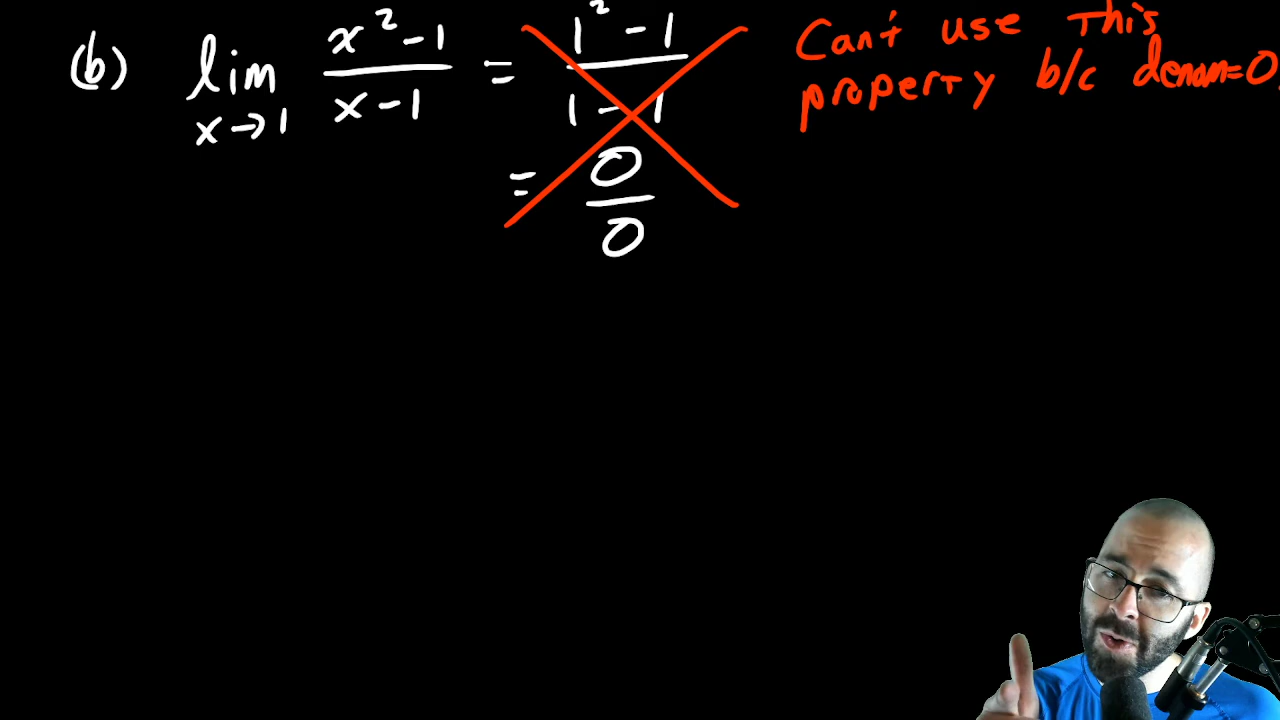 (b) lim x→1 x²-1 / x-1 = 1²-1 / 1-1
= 0/0
Can't use This
property b/c denom=0.